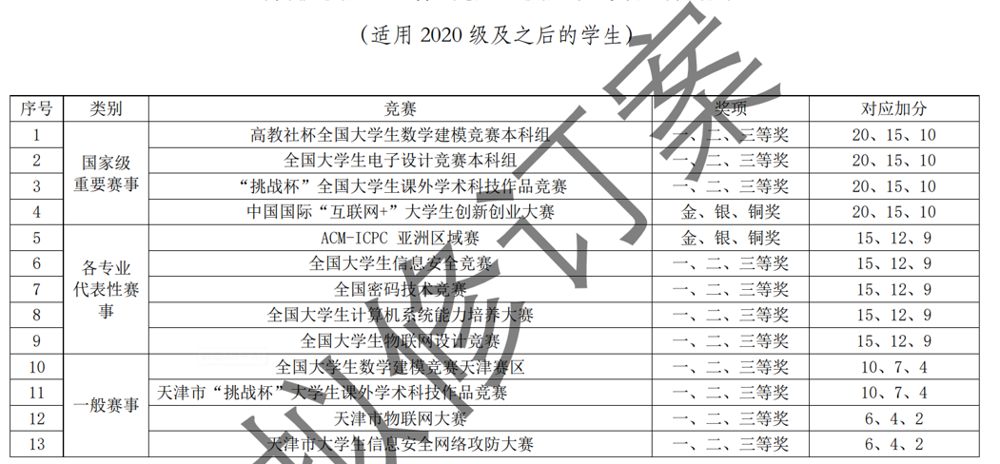 （适用 2020 级及之后的学生）
序号 类别 竞赛 奖项 对应加分
1 国家级重要赛事 高教社杯全国大学生数学建模竞赛本科组 一、二、三等奖 20、15、10
2 全国大学生电子设计竞赛本科组 一、二、三等奖 20、15、10
3 “挑战杯”全国大学生课外学术科技作品竞赛 一、二、三等奖 20、15、10
4 中国国际“互联网+”大学生创新创业大赛 金、银、铜奖 20、15、10
5 各专业代表性赛事 ACM-ICPC 亚洲区域赛 金、银、铜奖 15、12、9
6 全国大学生信息安全竞赛 一、二、三等奖 15、12、9
7 全国密码技术竞赛 一、二、三等奖 15、12、9
8 全国大学生计算机系统能力培养大赛 一、二、三等奖 15、12、9
9 全国大学生物联网设计竞赛 一、二、三等奖 15、12、9
10 一般赛事 全国大学生数学建模竞赛天津赛区 一、二、三等奖 10、7、4
11 天津市“挑战杯”大学生课外学术科技作品竞赛 一、二、三等奖 10、7、4
12 天津市物联网大赛 一、二、三等奖 6、4、2
13 天津市大学生信息安全网络攻防大赛 一、二、三等奖 6、4、2
拟修订案